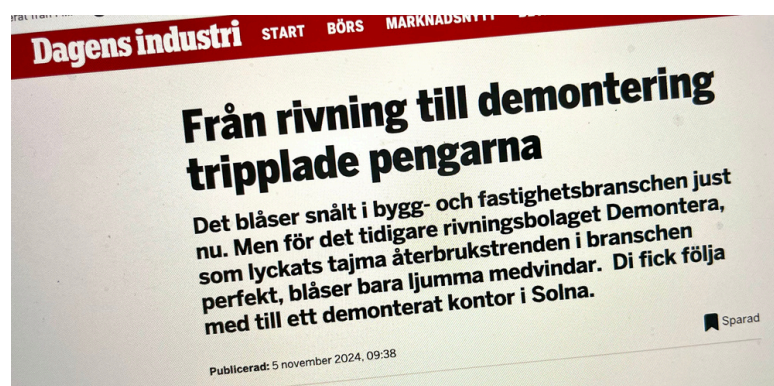 Dagens industri START BÖRS MARKNADSNYTT
Från rivning till demontering
tripplade pengarna
Det blåser snålt i bygg- och fastighetsbranschen just
nu. Men för det tidigare rivningsbolaget Demontera,
som lyckats tajma återbrukstrenden i branschen
perfekt, blåser bara ljumma medvindar. Di fick följa
med till ett demonterat kontor i Solna.
Sparad
Publicerad: 5 november 2024, 09:38